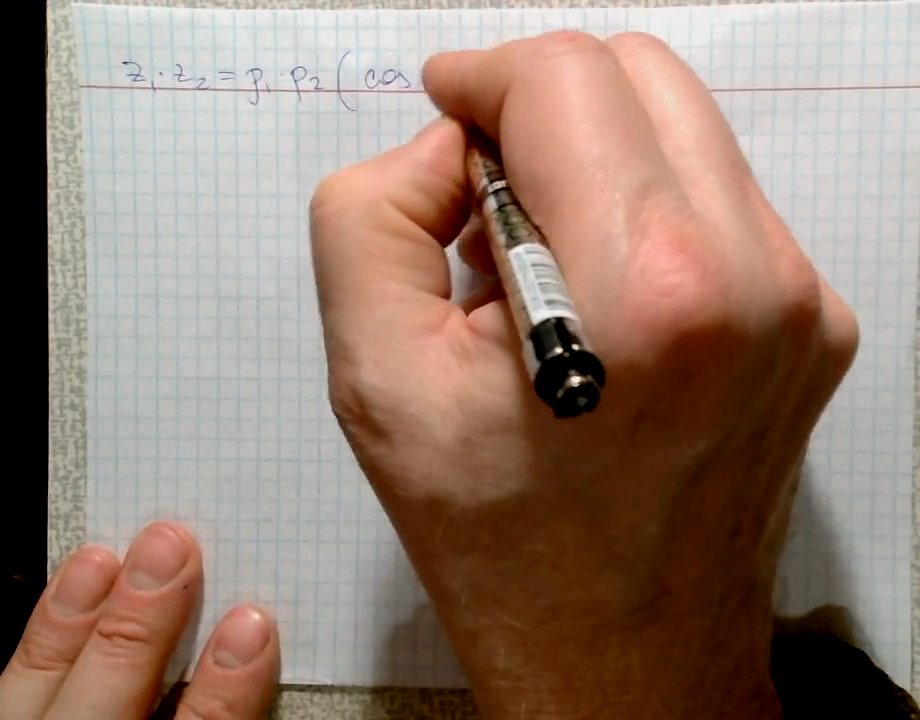 z₁ · z₂ = ρ₁ · ρ₂ ( cos